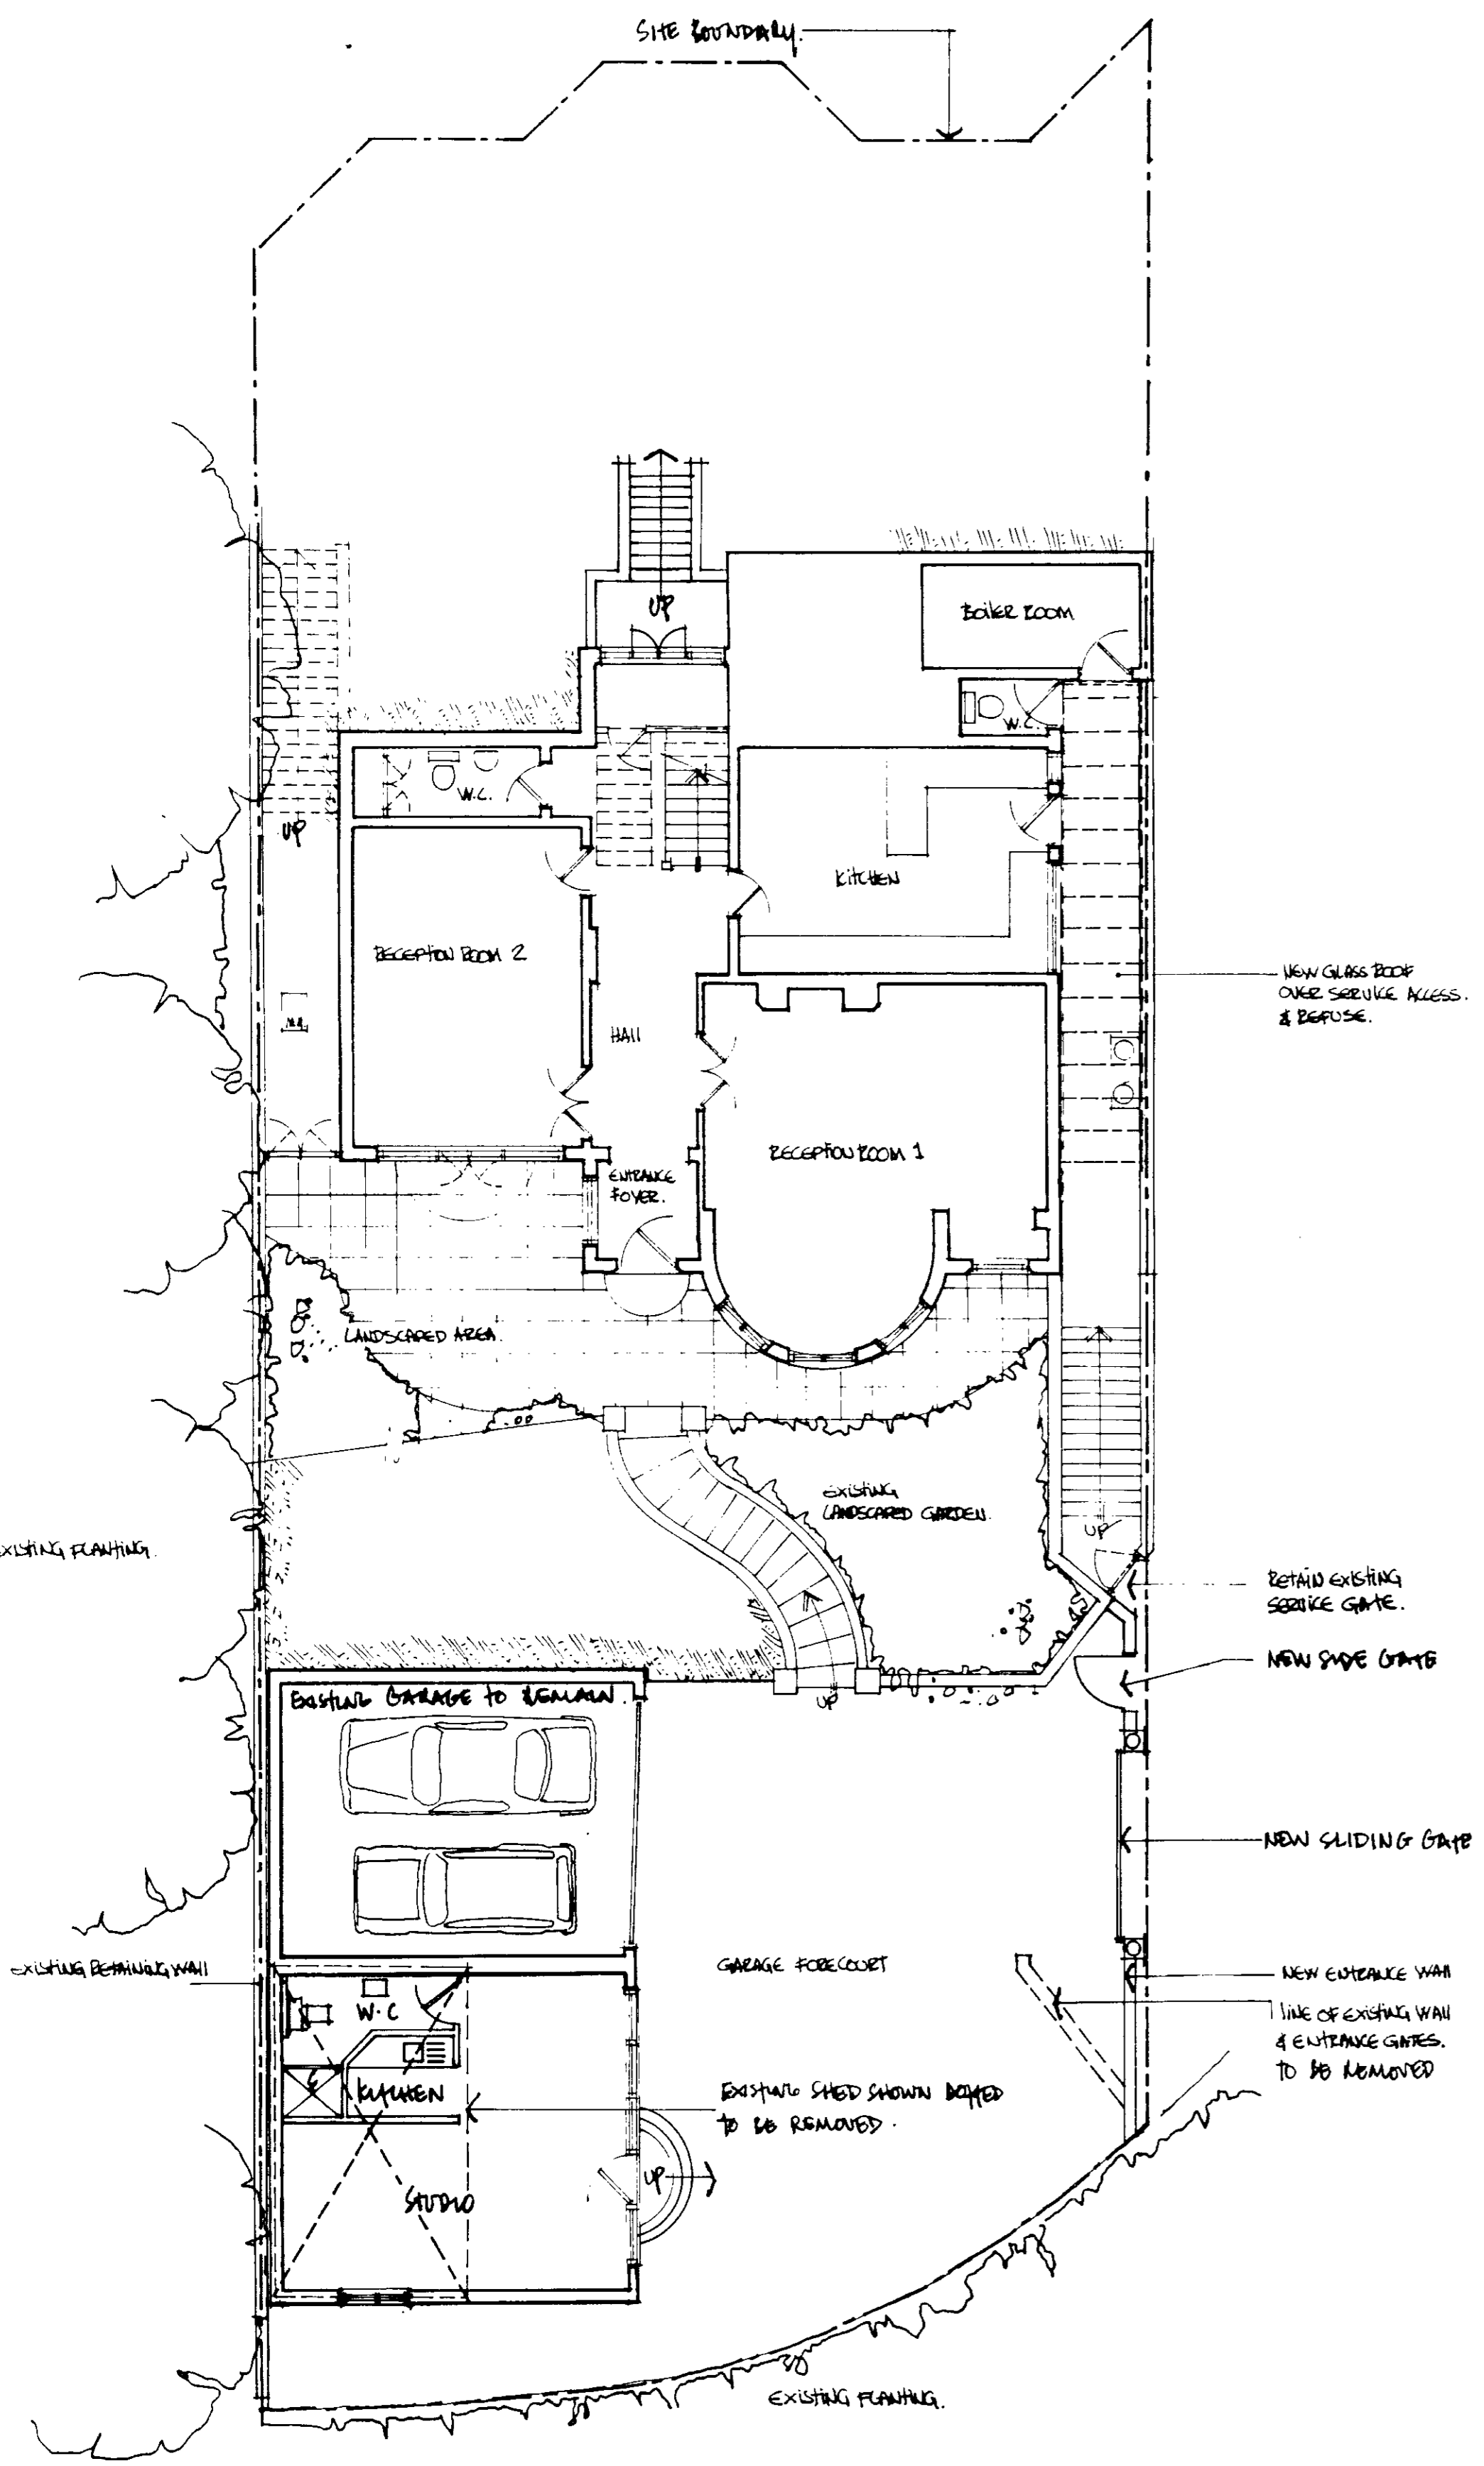 SITE BOUNDARY.
UP
BOILER ROOM
W.C.
W.C.
UP
KITCHEN
RECEPTION ROOM 2
NEW GLASS ROOF
OVER SERVICE ACCESS.
& REFUSE.
HALL
RECEPTION ROOM 1
ENTRANCE
FOYER.
LANDSCAPED AREA.
EXISTING
LANDSCAPED GARDEN.
UP
XISTING PLANTING.
RETAIN EXISTING
SERVICE GATE.
NEW SIDE GATE
EXISTING GARAGE TO REMAIN.
UP
NEW SLIDING GATE
GARAGE FORECOURT
EXISTING RETAINING WALL
NEW ENTRANCE WALL
W.C
LINE OF EXISTING WALL
& ENTRANCE GATES.
TO BE REMOVED
KITCHEN
EXISTING SHED SHOWN DOTTED
TO BE REMOVED.
UP
STUDIO
EXISTING PLANTING.